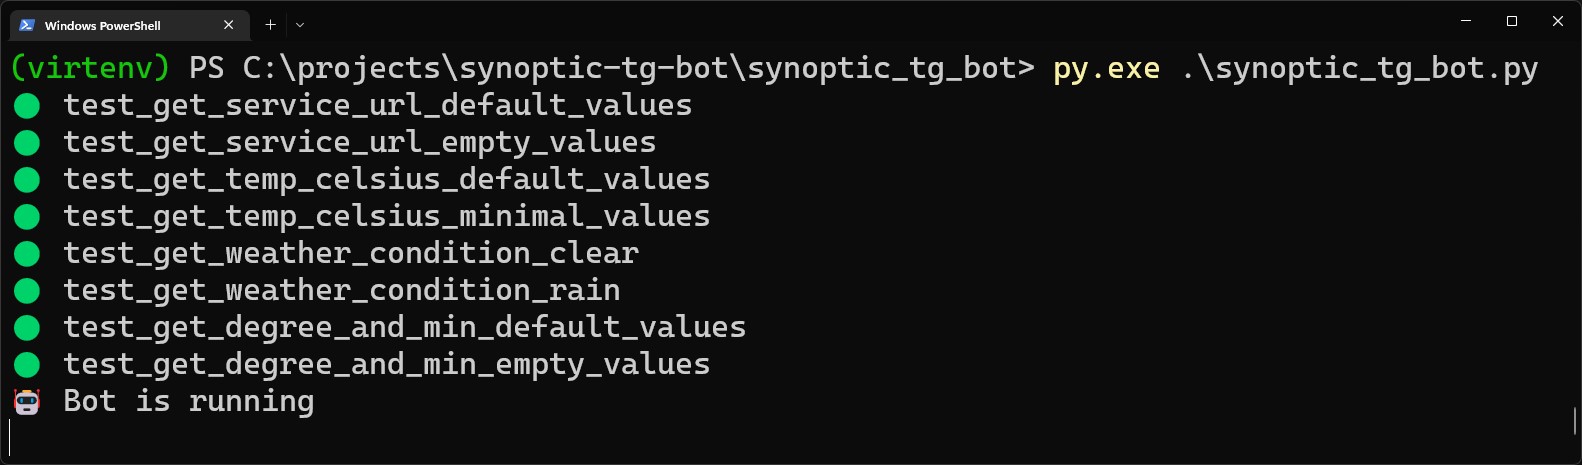 Windows PowerShell
(virtenv) PS C:\projects\synoptic-tg-bot\synoptic_tg_bot> py.exe .\synoptic_tg_bot.py
test_get_service_url_default_values
test_get_service_url_empty_values
test_get_temp_celsius_default_values
test_get_temp_celsius_minimal_values
test_get_weather_condition_clear
test_get_weather_condition_rain
test_get_degree_and_min_default_values
test_get_degree_and_min_empty_values
Bot is running